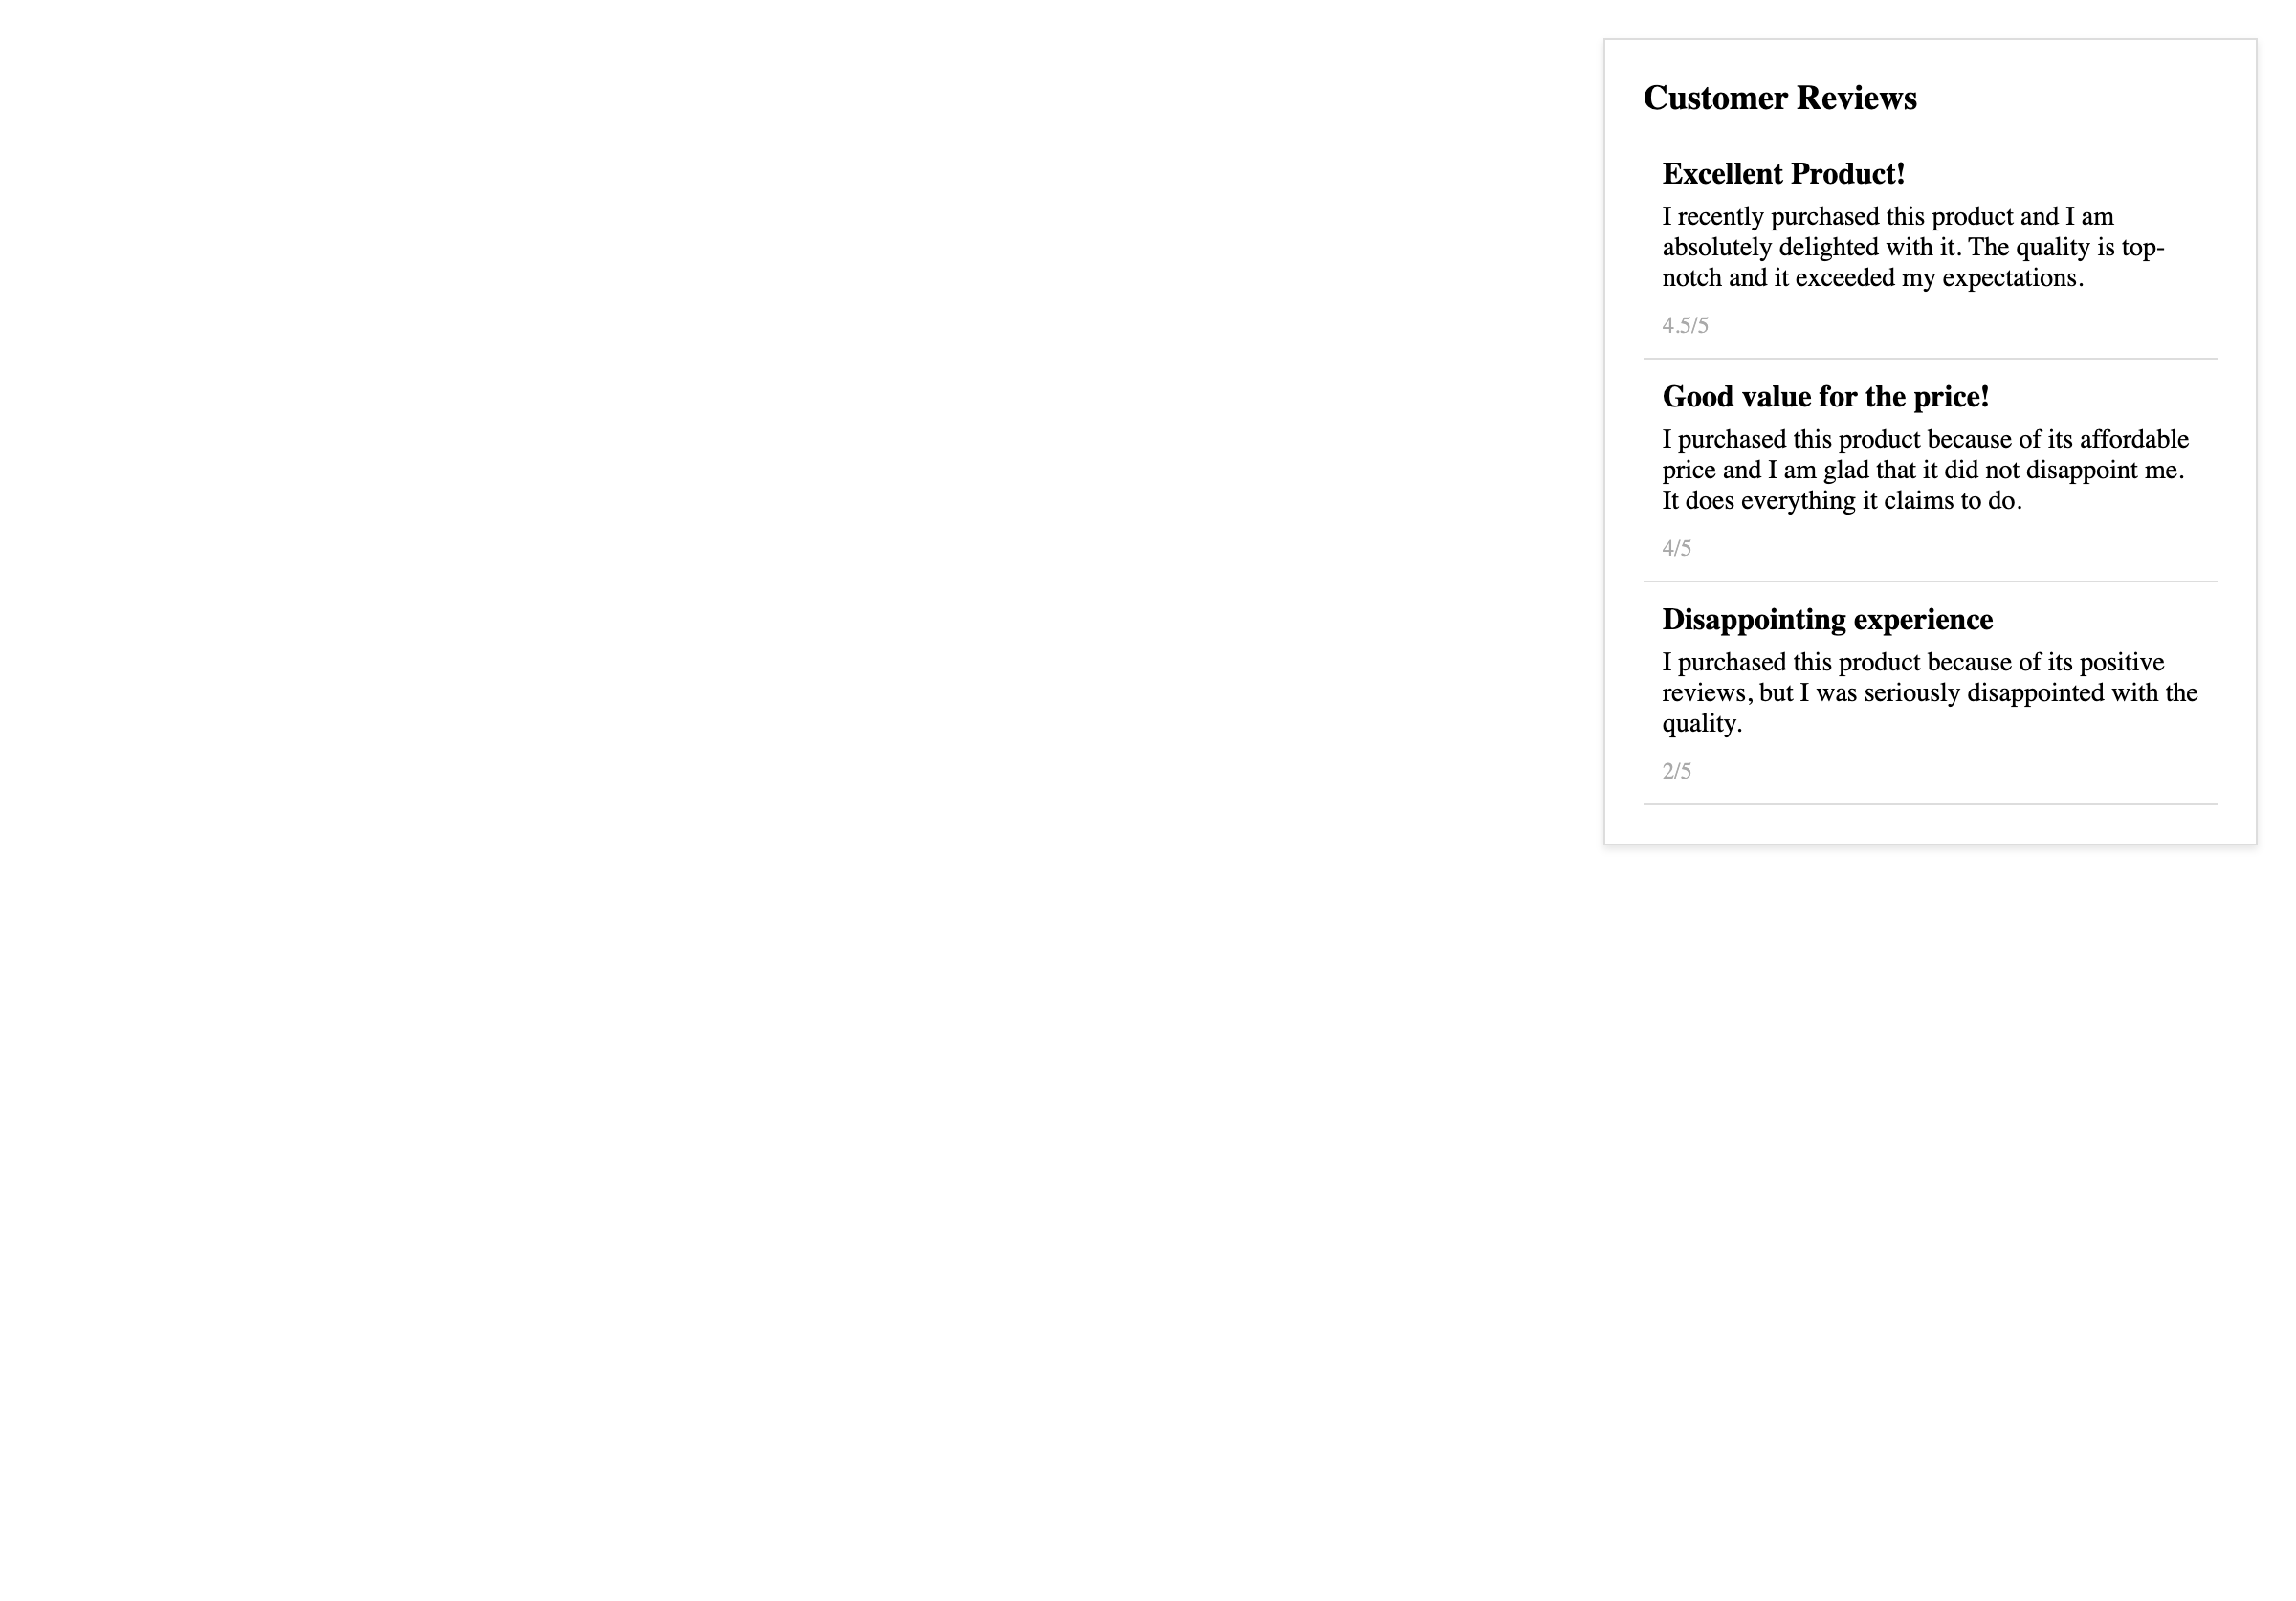 Customer Reviews
Excellent Product!
I recently purchased this product and I am
absolutely delighted with it. The quality is top-
notch and it exceeded my expectations.
4.5/5
Good value for the price!
I purchased this product because of its affordable
price and I am glad that it did not disappoint me.
It does everything it claims to do.
4/5
Disappointing experience
I purchased this product because of its positive
reviews, but I was seriously disappointed with the
quality.
2/5